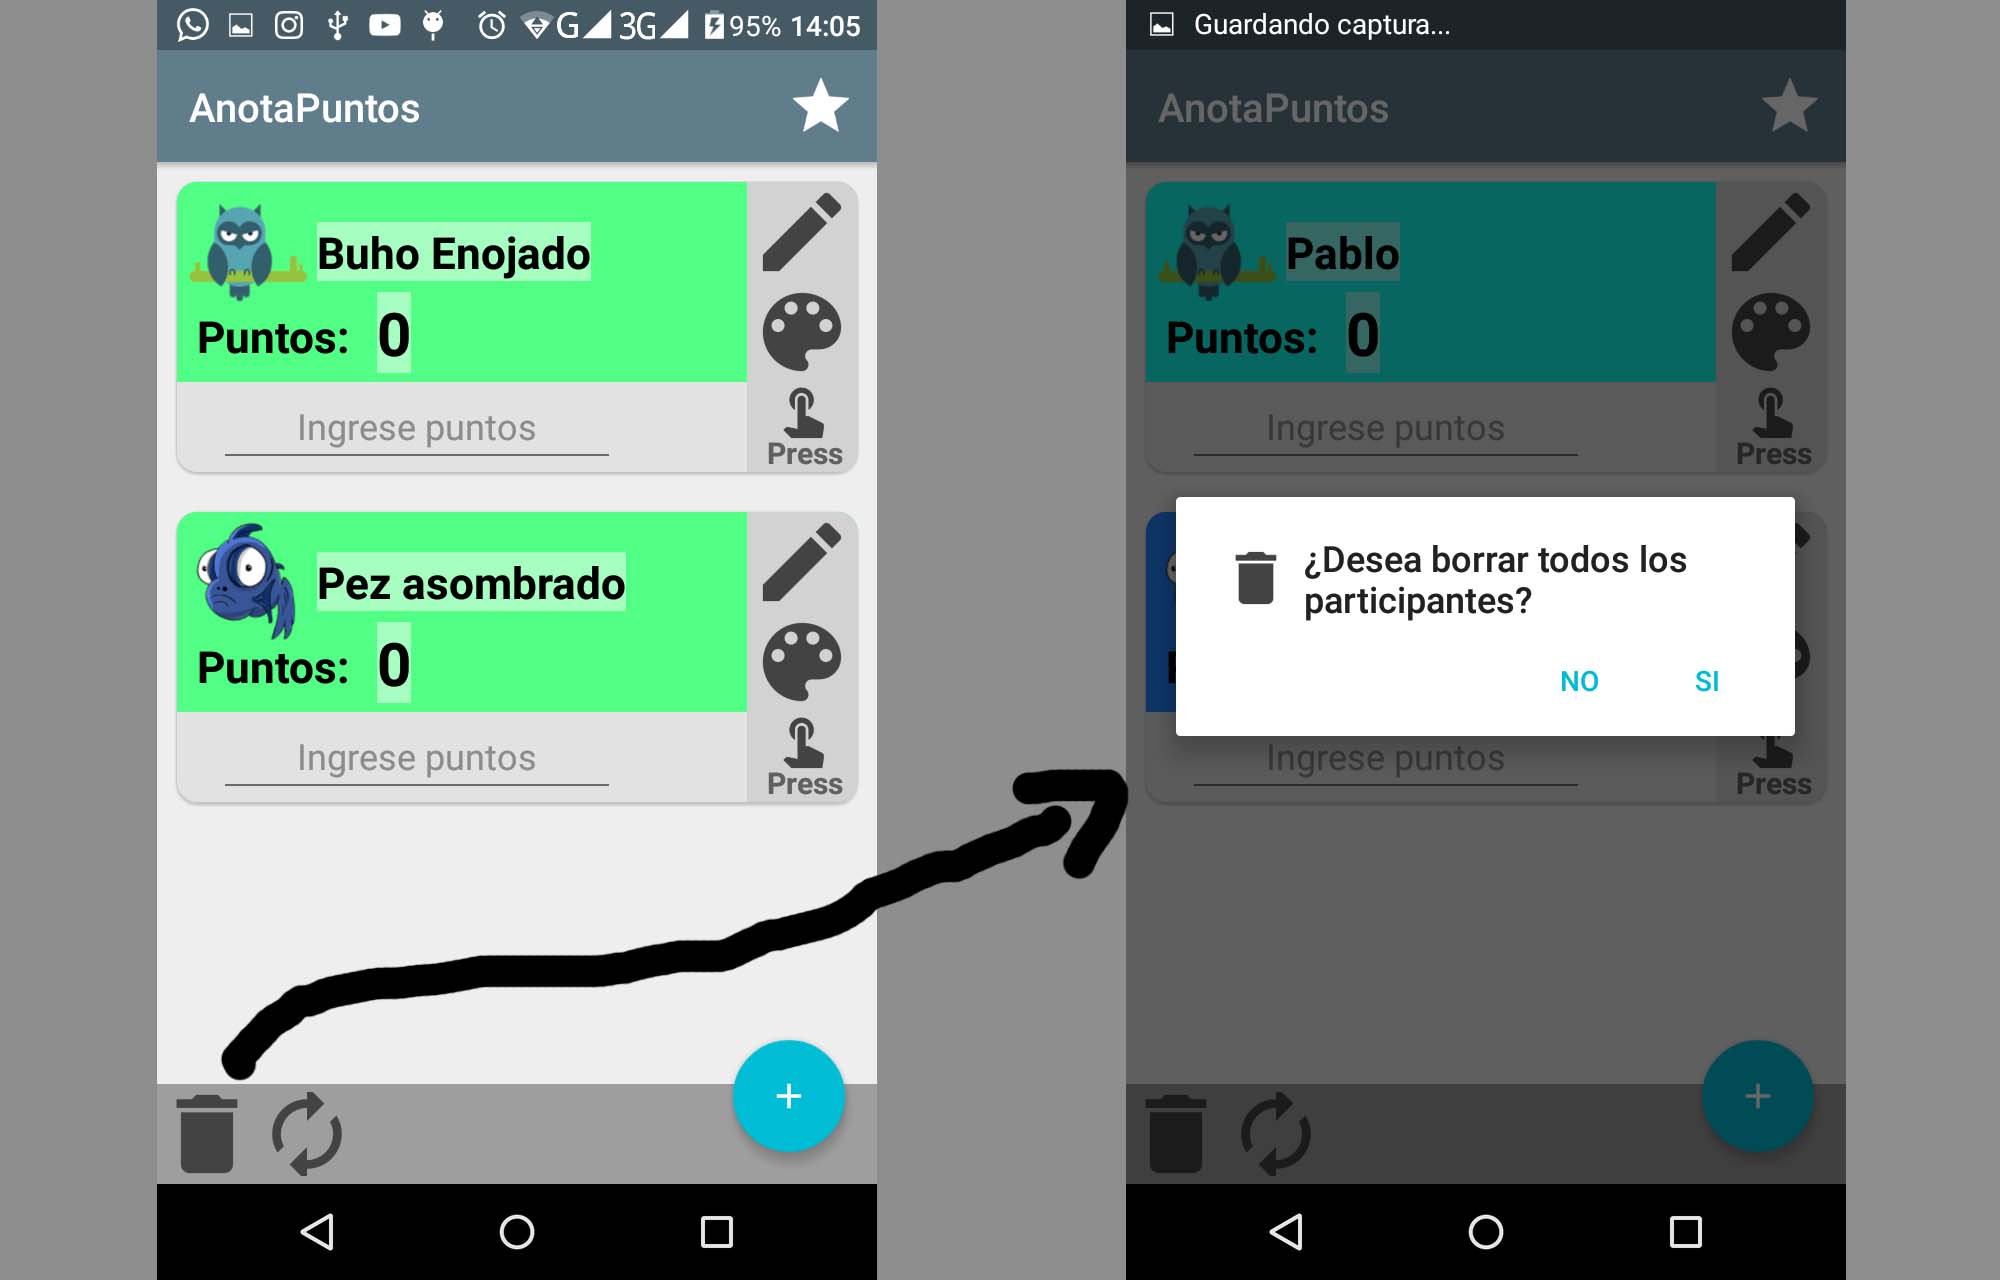 G 3G 95% 14:05
AnotaPuntos
Buho Enojado
Puntos: 0
Ingrese puntos
Press
Pez asombrado
Puntos: 0
Ingrese puntos
Press
+
Guardando captura...
AnotaPuntos
Pablo
Puntos: 0
Ingrese puntos
Press
¿Desea borrar todos los
participantes?
NO SI
Ingrese puntos
Press
+